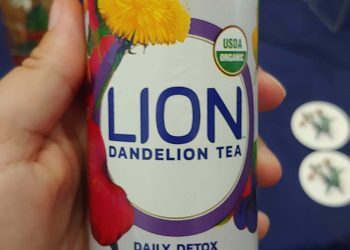 USDA
ORGANIC
LION
DANDELION TEA
DAILY DETOX